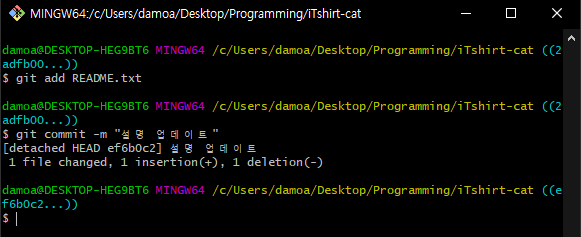 MINGW64:/c/Users/damoa/Desktop/Programming/iTshirt-cat
damoa@DESKTOP-HEG9BT6 MINGW64 /c/Users/damoa/Desktop/Programming/iTshirt-cat ((2
adfb00...))
$ git add README.txt
damoa@DESKTOP-HEG9BT6 MINGW64 /c/Users/damoa/Desktop/Programming/iTshirt-cat ((2
adfb00...))
$ git commit -m "설명 업데이트"
[detached HEAD ef6b0c2] 설명 업데이트
1 file changed, 1 insertion(+), 1 deletion(-)
damoa@DESKTOP-HEG9BT6 MINGW64 /c/Users/damoa/Desktop/Programming/iTshirt-cat ((e
f6b0c2...))
$